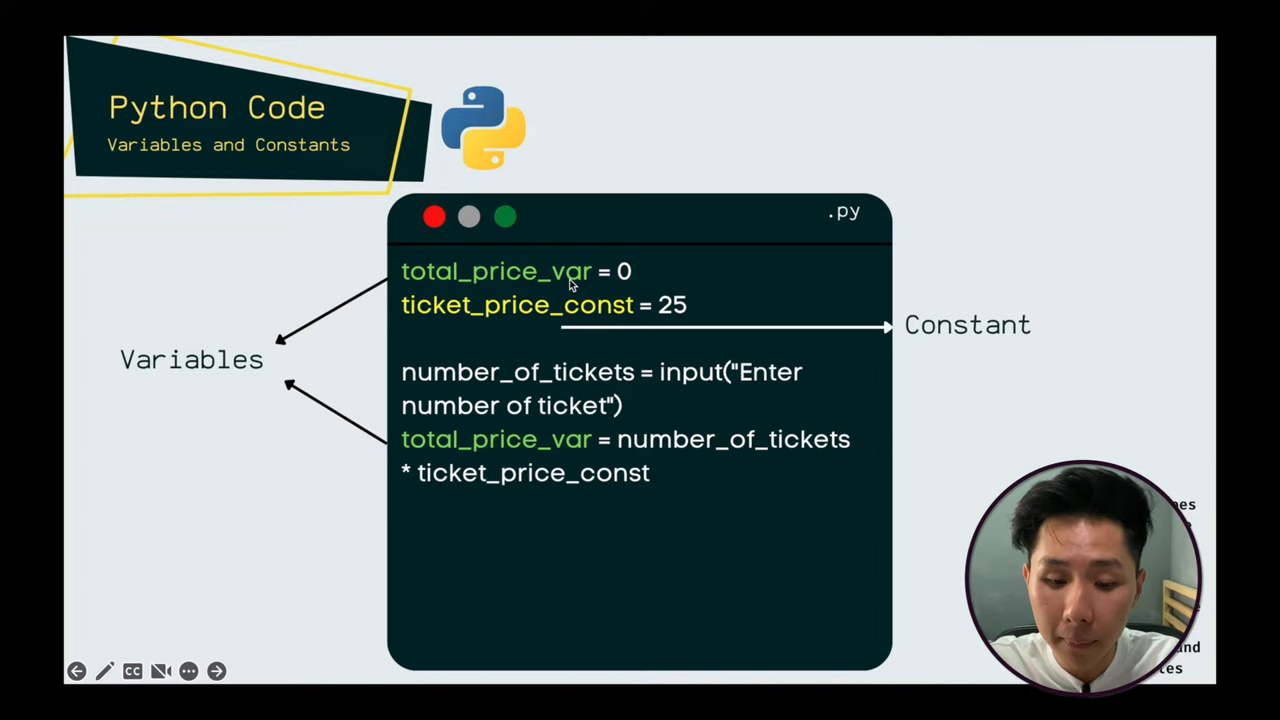 Python Code
Variables and Constants
.py
total_price_var = 0
ticket_price_const = 25
Constant
Variables
number_of_tickets = input("Enter
number of ticket")
total_price_var = number_of_tickets
* ticket_price_const
CC